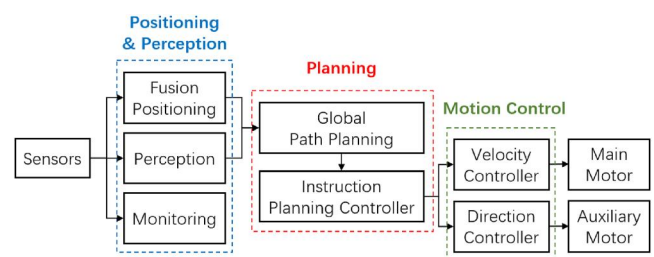 Positioning
& Perception
Planning
Motion Control
Sensors
Fusion
Positioning
Perception
Monitoring
Global
Path Planning
Instruction
Planning Controller
Velocity
Controller
Direction
Controller
Main
Motor
Auxiliary
Motor